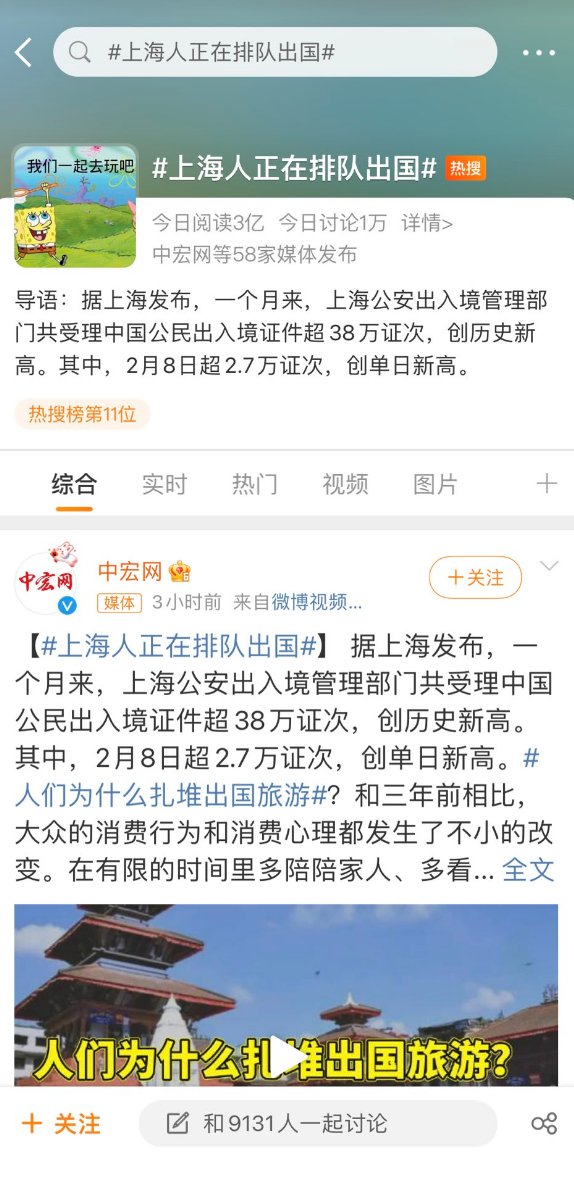 #上海人正在排队出国#
我们一起去玩吧
#上海人正在排队出国# 热搜
今日阅读3亿 今日讨论1万 详情>
中宏网等58家媒体发布
导语：据上海发布，一个月来，上海公安出入境管理部
门共受理中国公民出入境证件超38万证次，创历史新
高。其中，2月8日超2.7万证次，创单日新高。
热搜榜第11位
综合 实时 热门 视频 图片
中宏网
中宏网
+关注
媒体 3小时前 来自微博视频...
【#上海人正在排队出国#】 据上海发布，一
个月来，上海公安出入境管理部门共受理中国
公民出入境证件超38万证次，创历史新高。
其中，2月8日超2.7万证次，创单日新高。#
人们为什么扎堆出国旅游#？和三年前相比，
大众的消费行为和消费心理都发生了不小的改
变。在有限的时间里多陪陪家人、多看... 全文
人们为什么扎堆出国旅游？
+ 关注
和9131人一起讨论